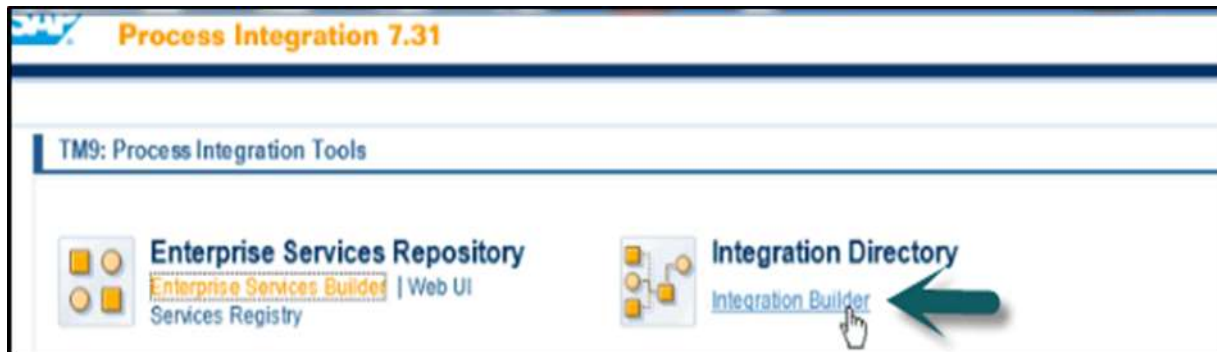 SAP
Process Integration 7.31
TM9: Process Integration Tools
Enterprise Services Repository
Enterprise Services Builder | Web UI
Services Registry
Integration Directory
Integration Builder